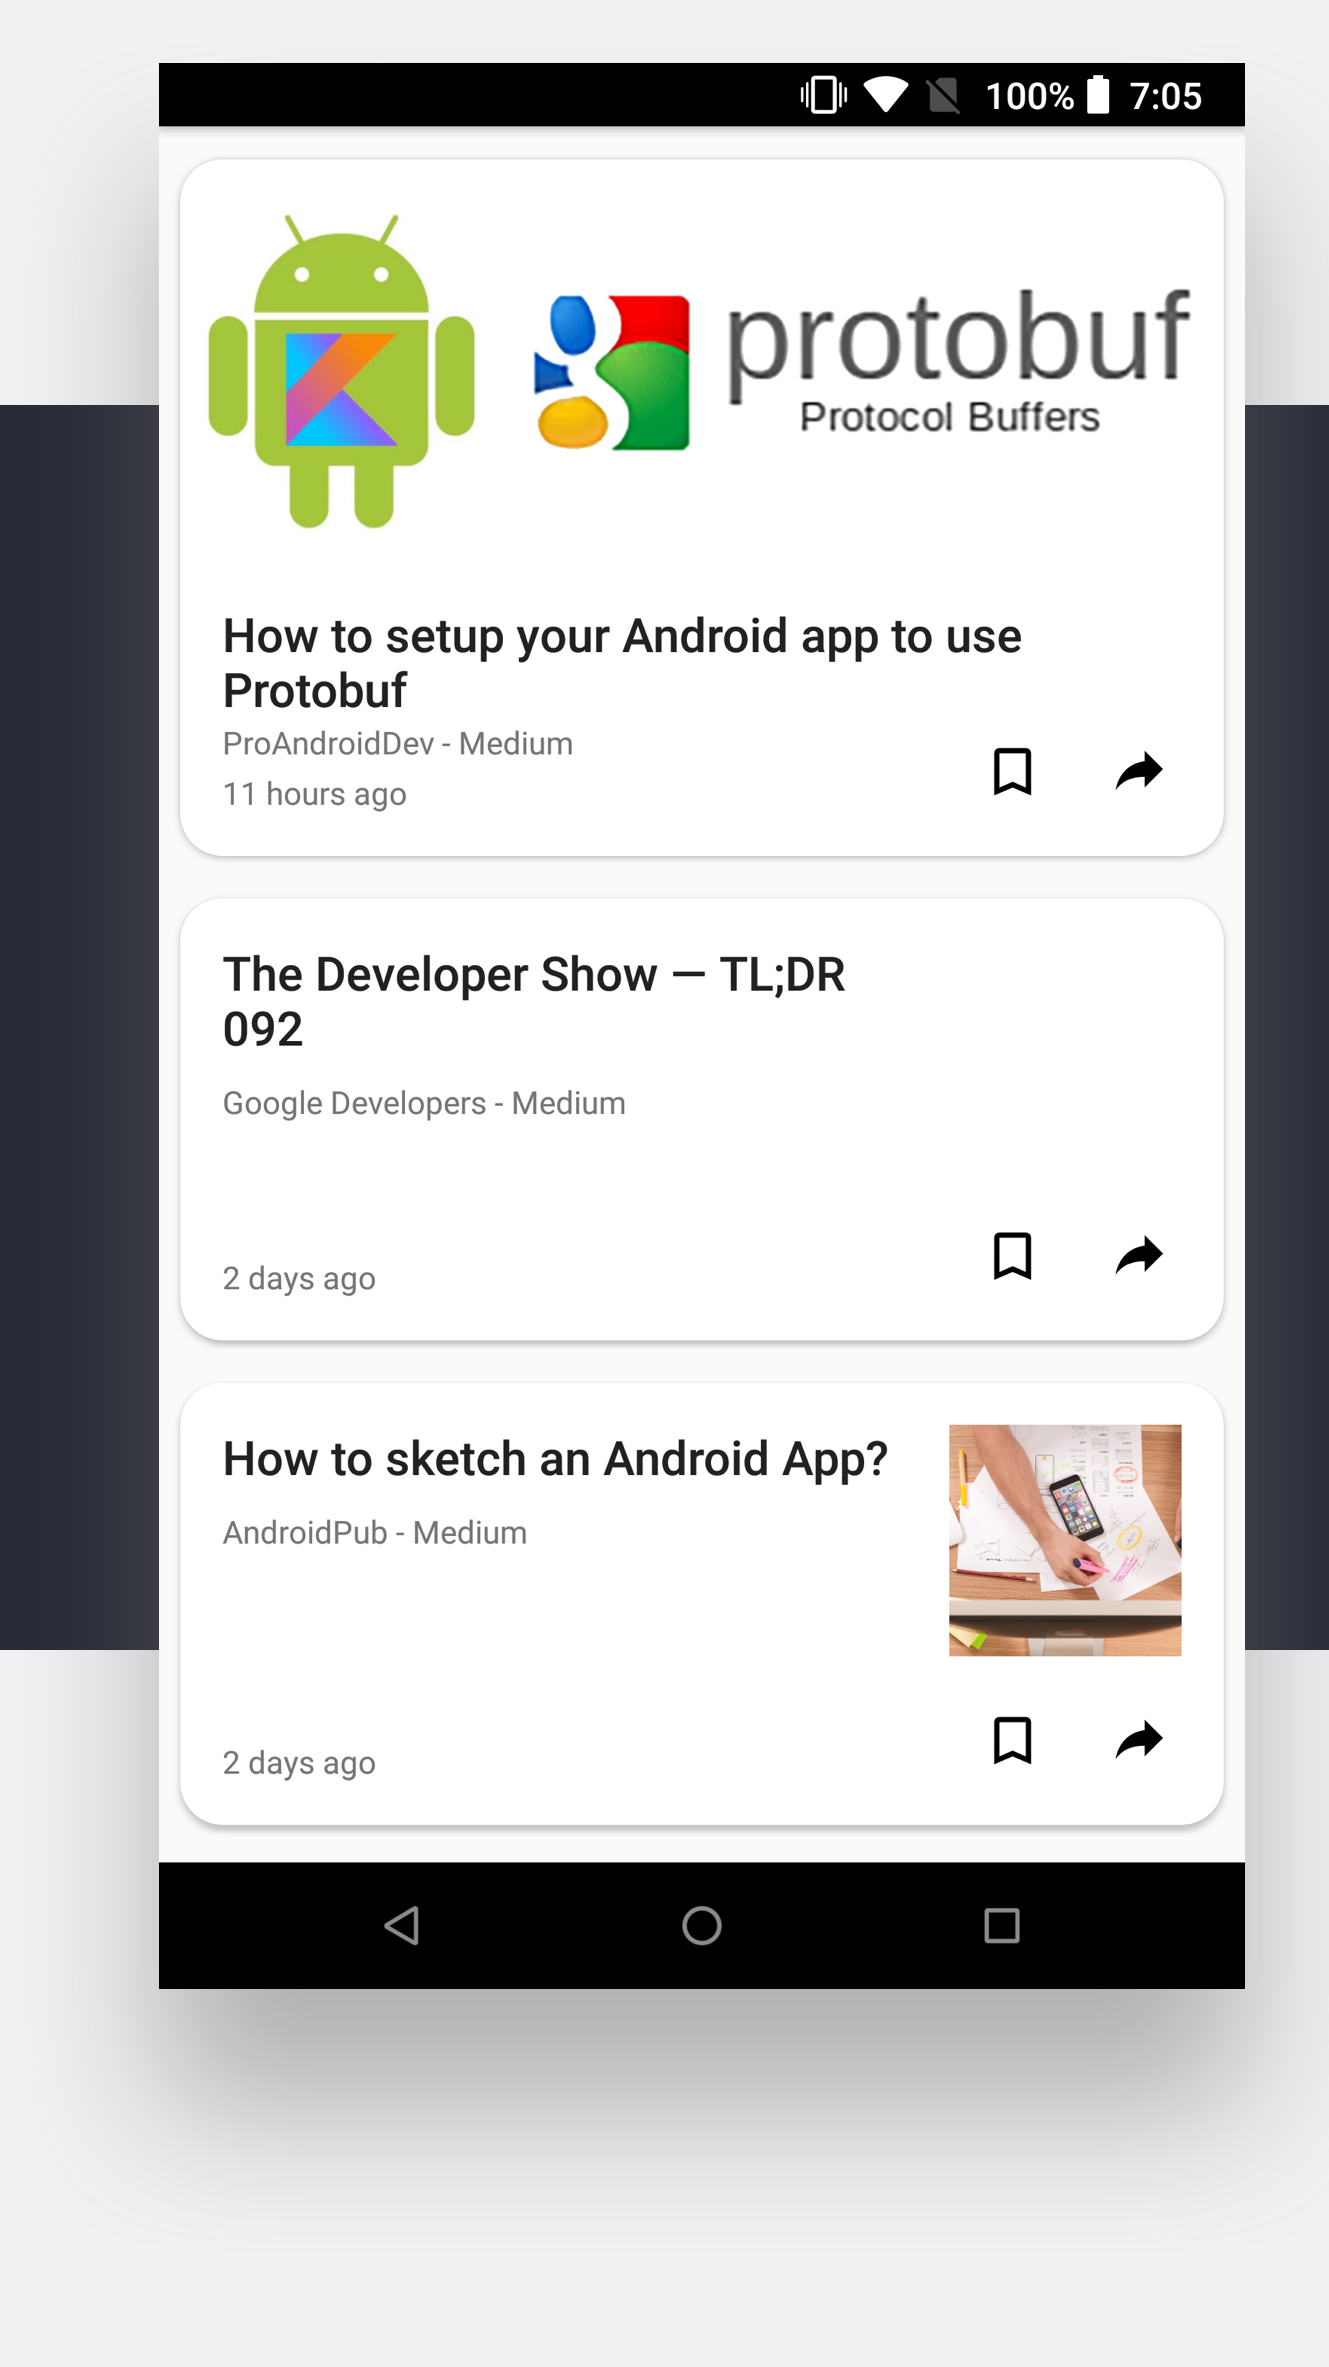 100% 7:05
protobuf
Protocol Buffers
How to setup your Android app to use
Protobuf
ProAndroidDev - Medium
11 hours ago
The Developer Show — TL;DR
092
Google Developers - Medium
2 days ago
How to sketch an Android App?
AndroidPub - Medium
2 days ago